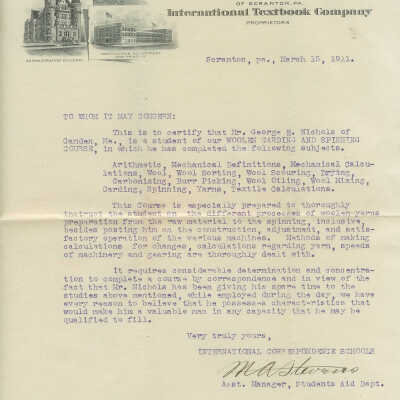 OF SCRANTON, PA.
International Textbook Company
PROPRIETORS
Scranton, Pa., March 15, 1911.
TO WHOM IT MAY CONCERN:
This is to certify that Mr. George E. Nichols of
Camden, Me., is a student of our WOOLEN CARDING AND SPINNING
COURSE, in which he has completed the following subjects.
Arithmetic, Mechanical Definitions, Mechanical Calcu-
lations, Wool, Wool Sorting, Wool Scouring, Drying,
Carbonizing, Burr Picking, Wool Oiling, Wool Mixing,
Carding, Spinning, Yarns, Textile Calculations.
This Course is especially prepared to thoroughly
instruct the student on the different processes of woolen-yarns
preparation from the raw material to the spinning, inclusive,
besides posting him on the construction, adjustment, and satis-
factory operation of the various machines. Methods of making
calculations for changes, calculations regarding yarn, speeds
of machinery and gearing are thoroughly dealt with.
It requires considerable determination and concentra-
tion to complete a course by correspondence and in view of the
fact that Mr. Nichols has been giving his spare time to the
studies above mentioned, while employed during the day, we have
every reason to believe that he possesses characteristics that
would make him a valuable man in any capacity that he may be
qualified to fill.
Very truly yours,
INTERNATIONAL CORRESPONDENCE SCHOOLS
M A Stevens
Asst. Manager, Students Aid Dept.